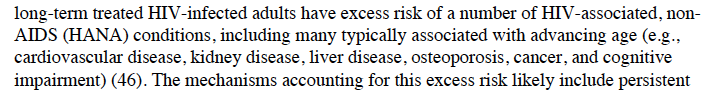 long-term treated HIV-infected adults have excess risk of a number of HIV-associated, non-
AIDS (HANA) conditions, including many typically associated with advancing age (e.g.,
cardiovascular disease, kidney disease, liver disease, osteoporosis, cancer, and cognitive
impairment) (46). The mechanisms accounting for this excess risk likely include persistent